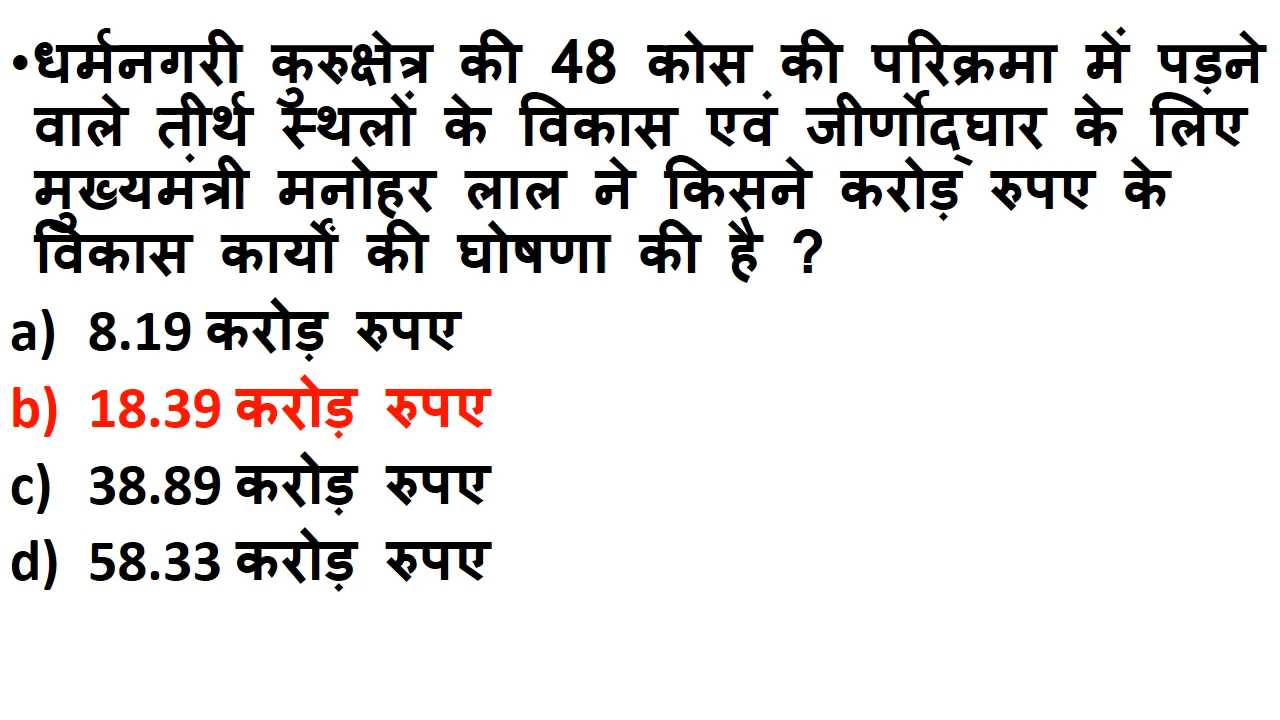 •धर्मनगरी कुरुक्षेत्र की 48 कोस की परिक्रमा में पड़ने
वाले तीर्थ स्थलों के विकास एवं जीर्णोद्घार के लिए
मुख्यमंत्री मनोहर लाल ने किसने करोड़ रुपए के
विकास कार्यों की घोषणा की है ?
a) 8.19 करोड़ रुपए
b) 18.39 करोड़ रुपए
c) 38.89 करोड़ रुपए
d) 58.33 करोड़ रुपए